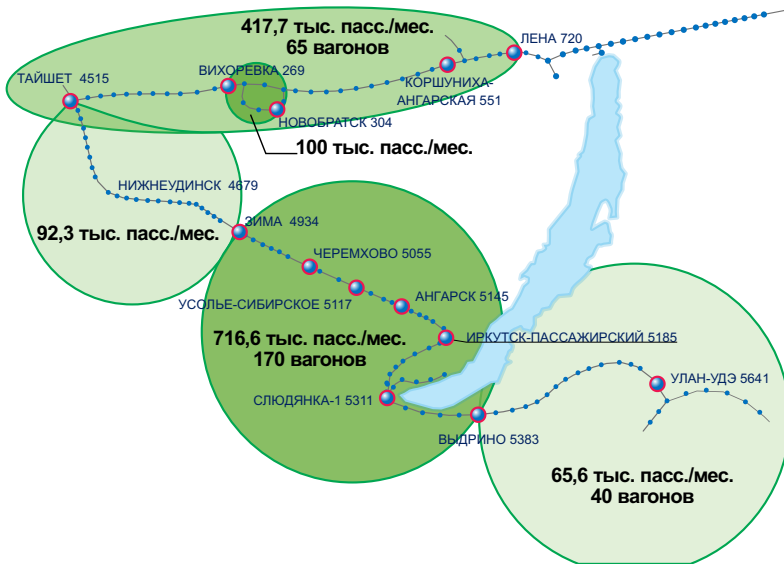 417,7 тыс. пасс./мес.
65 вагонов
ЛЕНА 720
ТАЙШЕТ 4515
ВИХОРЕВКА 269
КОРШУНИХА-
АНГАРСКАЯ 551
НОВОБРАТСК 304
100 тыс. пасс./мес.
НИЖНЕУДИНСК 4679
92,3 тыс. пасс./мес.
ЗИМА 4934
ЧЕРЕМХОВО 5055
УСОЛЬЕ-СИБИРСКОЕ 5117
АНГАРСК 5145
716,6 тыс. пасс./мес.
170 вагонов
ИРКУТСК-ПАССАЖИРСКИЙ 5185
СЛЮДЯНКА-1 5311
УЛАН-УДЭ 5641
ВЫДРИНО 5383
65,6 тыс. пасс./мес.
40 вагонов